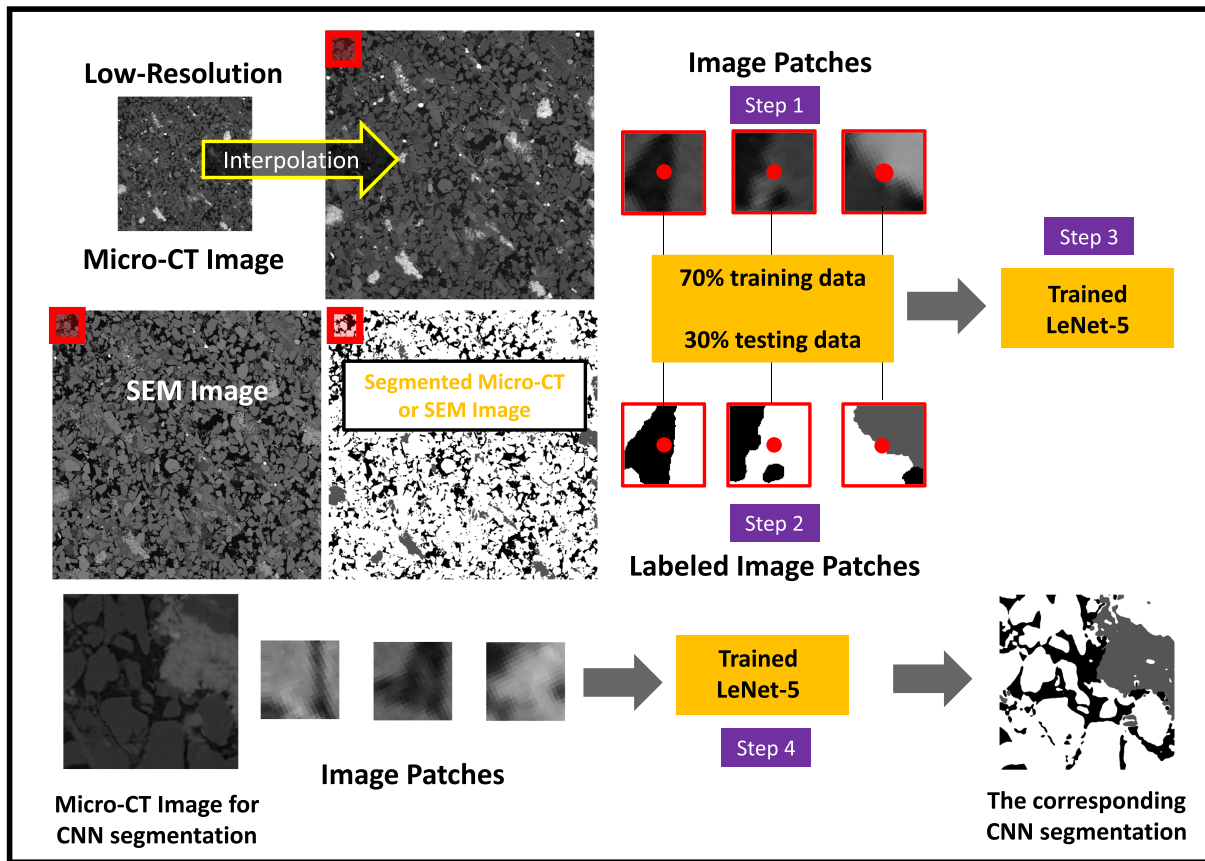 Low-Resolution
Interpolation
Micro-CT Image
SEM Image
Segmented Micro-CT
or SEM Image
Image Patches
Step 1
70% training data
30% testing data
Step 2
Labeled Image Patches
Step 3
Trained
LeNet-5
Micro-CT Image for
CNN segmentation
Image Patches
Trained
LeNet-5
Step 4
The corresponding
CNN segmentation